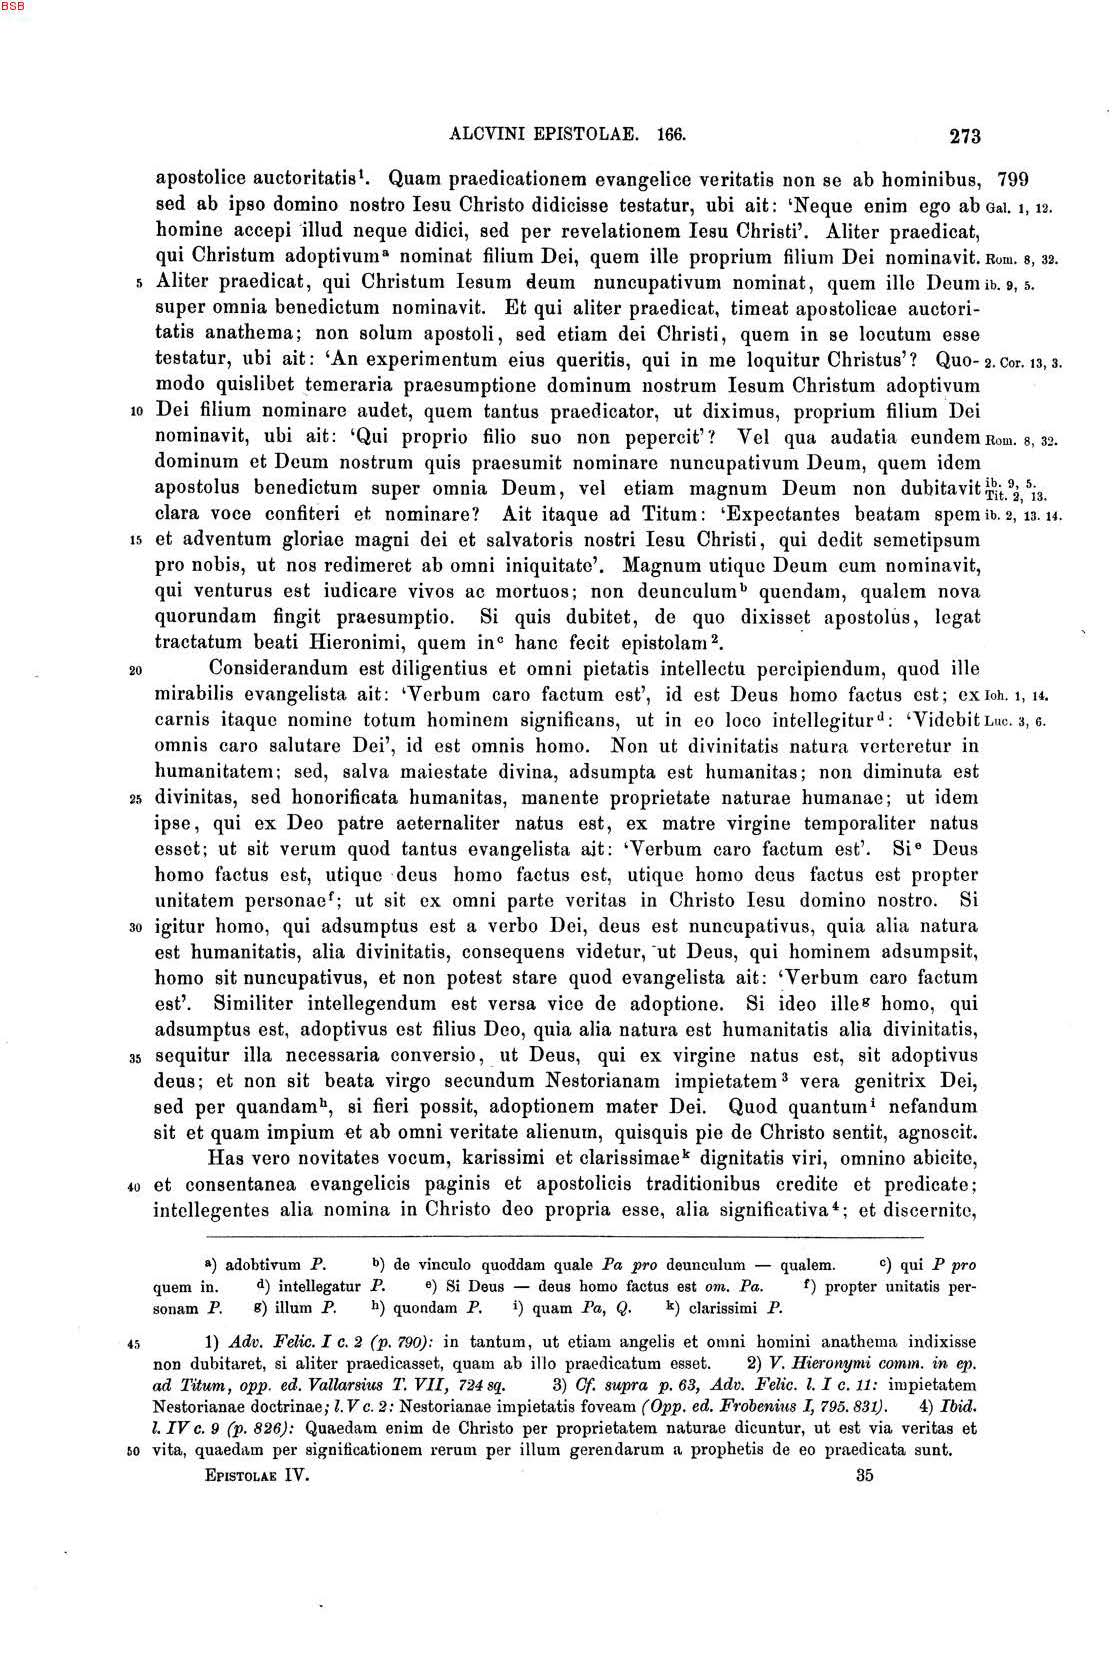 BSB
ALCVINI EPISTOLAE. 166. 273
apostolice auctoritatis¹. Quam praedicationem evangelice veritatis non se ab hominibus, 799
sed ab ipso domino nostro Iesu Christo didicisse testatur, ubi ait: ‘Neque enim ego ab Gal. 1, 12.
homine accepi illud neque didici, sed per revelationem Iesu Christi’. Aliter praedicat,
qui Christum adoptivumᵃ nominat filium Dei, quem ille proprium filium Dei nominavit. Rom. 8, 32.
5 Aliter praedicat, qui Christum Iesum deum nuncupativum nominat, quem ille Deum ib. 9, 5.
super omnia benedictum nominavit. Et qui aliter praedicat, timeat apostolicae auctori-
tatis anathema; non solum apostoli, sed etiam dei Christi, quem in se locutum esse
testatur, ubi ait: ‘An experimentum eius queritis, qui in me loquitur Christus’? Quo- 2. Cor. 13, 3.
modo quislibet temeraria praesumptione dominum nostrum Iesum Christum adoptivum
10 Dei filium nominare audet, quem tantus praedicator, ut diximus, proprium filium Dei
nominavit, ubi ait: ‘Qui proprio filio suo non pepercit’? Vel qua audatia eundem Rom. 8, 32.
dominum et Deum nostrum quis praesumit nominare nuncupativum Deum, quem idem
apostolus benedictum super omnia Deum, vel etiam magnum Deum non dubitavit ib. 9, 5. Tit. 2, 13.
clara voce confiteri et nominare? Ait itaque ad Titum: ‘Expectantes beatam spem ib. 2, 13. 14.
15 et adventum gloriae magni dei et salvatoris nostri Iesu Christi, qui dedit semetipsum
pro nobis, ut nos redimeret ab omni iniquitate’. Magnum utique Deum eum nominavit,
qui venturus est iudicare vivos ac mortuos; non deunculumᵇ quendam, qualem nova
quorundam fingit praesumptio. Si quis dubitet, de quo dixisset apostolus, legat
tractatum beati Hieronimi, quem inᶜ hanc fecit epistolam².
20 Considerandum est diligentius et omni pietatis intellectu percipiendum, quod ille
mirabilis evangelista ait: ‘Verbum caro factum est’, id est Deus homo factus est; ex Ioh. 1, 14.
carnis itaque nomine totum hominem significans, ut in eo loco intellegiturᵈ: ‘Videbit Luc. 3, 6.
omnis caro salutare Dei’, id est omnis homo. Non ut divinitatis natura verteretur in
humanitatem; sed, salva maiestate divina, adsumpta est humanitas; non diminuta est
25 divinitas, sed honorificata humanitas, manente proprietate naturae humanae; ut idem
ipse, qui ex Deo patre aeternaliter natus est, ex matre virgine temporaliter natus
esset; ut sit verum quod tantus evangelista ait: ‘Verbum caro factum est’. Siᵉ Deus
homo factus est, utique deus homo factus est, utique homo deus factus est propter
unitatem personaeᶠ; ut sit ex omni parte veritas in Christo Iesu domino nostro. Si
30 igitur homo, qui adsumptus est a verbo Dei, deus est nuncupativus, quia alia natura
est humanitatis, alia divinitatis, consequens videtur, ut Deus, qui hominem adsumpsit,
homo sit nuncupativus, et non potest stare quod evangelista ait: ‘Verbum caro factum
est’. Similiter intellegendum est versa vice de adoptione. Si ideo illeᵍ homo, qui
adsumptus est, adoptivus est filius Deo, quia alia natura est humanitatis alia divinitatis,
35 sequitur illa necessaria conversio, ut Deus, qui ex virgine natus est, sit adoptivus
deus; et non sit beata virgo secundum Nestorianam impietatem³ vera genitrix Dei,
sed per quandamʰ, si fieri possit, adoptionem mater Dei. Quod quantumⁱ nefandum
sit et quam impium et ab omni veritate alienum, quisquis pie de Christo sentit, agnoscit.
Has vero novitates vocum, karissimi et clarissimaeᵏ dignitatis viri, omnino abicite,
40 et consentanea evangelicis paginis et apostolicis traditionibus credite et predicate;
intellegentes alia nomina in Christo deo propria esse, alia significativa⁴; et discernite,
a) adobtivum P. b) de vinculo quoddam quale Pa pro deunculum — qualem. c) qui P pro
quem in. d) intellegatur P. e) Si Deus — deus homo factus est om. Pa. f) propter unitatis per-
sonam P. g) illum P. h) quondam P. i) quam Pa, Q. k) clarissimi P.
45 1) Adv. Felic. I c. 2 (p. 790): in tantum, ut etiam angelis et omni homini anathema indixisse
non dubitaret, si aliter praedicasset, quam ab illo praedicatum esset. 2) V. Hieronymi comm. in ep.
ad Titum, opp. ed. Vallarsius T. VII, 724 sq. 3) Cf. supra p. 63, Adv. Felic. l. I c. 11: impietatem
Nestorianae doctrinae; l. V c. 2: Nestorianae impietatis foveam (Opp. ed. Frobenius I, 795. 831). 4) Ibid.
l. IV c. 9 (p. 826): Quaedam enim de Christo per proprietatem naturae dicuntur, ut est via veritas et
50 vita, quaedam per significationem rerum per illum gerendarum a prophetis de eo praedicata sunt.
EPISTOLAE IV. 35